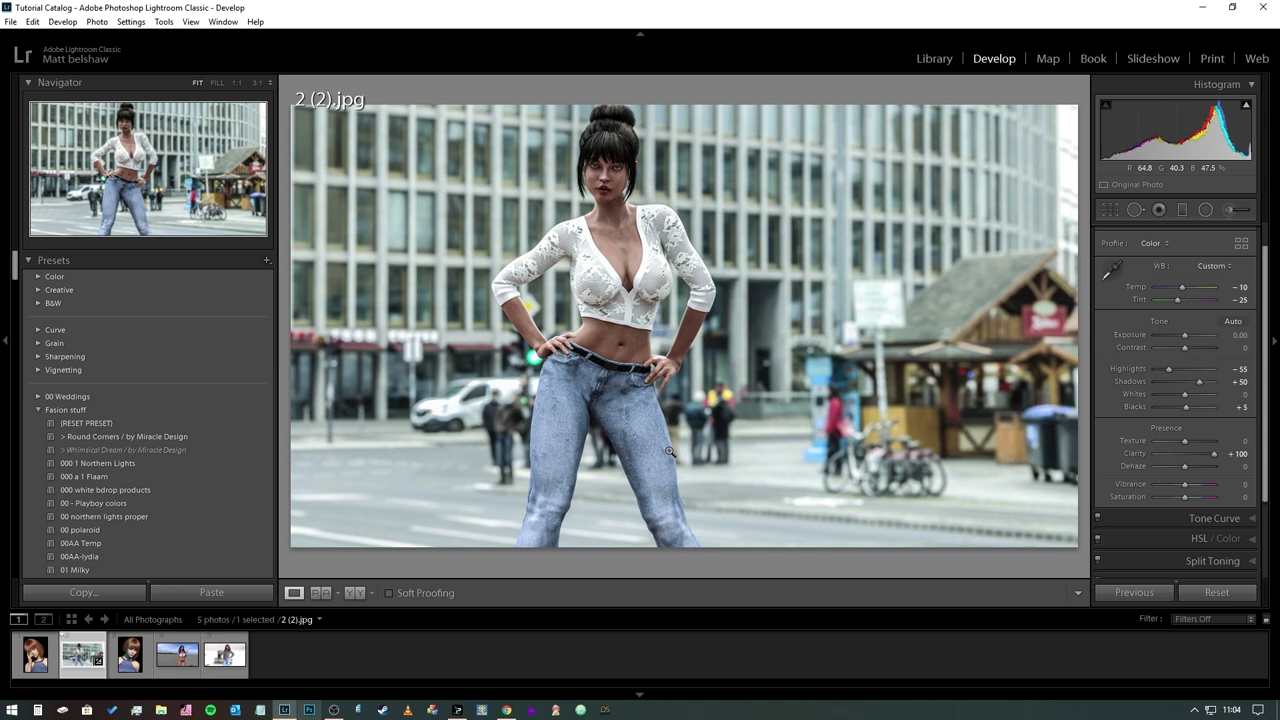 Tutorial Catalog - Adobe Photoshop Lightroom Classic - Develop
File Edit Develop Photo Settings Tools View Window Help
Adobe Lightroom Classic
Lr Matt belshaw
Library | Develop | Map | Book | Slideshow | Print | Web
Navigator FIT FILL 1:1 3:1
2 (2).jpg
Presets +
Color
Creative
B&W
Curve
Grain
Sharpening
Vignetting
00 Weddings
Fasion stuff
(RESET PRESET)
> Round Corners / by Miracle Design
> Whimsical Dream / by Miracle Design
000 1 Northern Lights
000 a 1 Flaam
000 white bdrop products
00 - Playboy colors
00 northern lights proper
00 polaroid
00AA Temp
00AA-lydia
01 Milky
Copy... Paste
Soft Proofing
Histogram
R 64.8 G 40.3 B 47.5 %
Original Photo
Profile : Color
WB : Custom
Temp - 10
Tint - 25
Tone Auto
Exposure 0.00
Contrast 0
Highlights - 55
Shadows + 50
Whites 0
Blacks + 5
Presence
Texture 0
Clarity + 100
Dehaze 0
Vibrance 0
Saturation 0
Tone Curve
HSL / Color
Split Toning
Previous Reset
1 2 All Photographs 5 photos / 1 selected / 2 (2).jpg Filter : Filters Off
Lr Ps DS 11:04